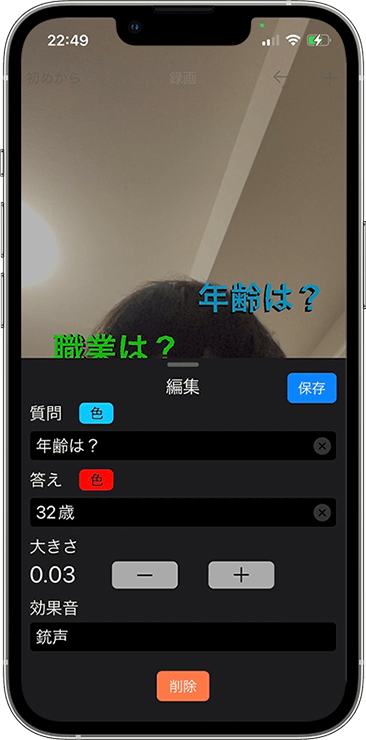 22:49
初めから 録画 ← +
年齢は？
職業は？
編集 保存
質問 色
年齢は？
答え 色
32歳
大きさ
0.03 − +
効果音
銃声
削除